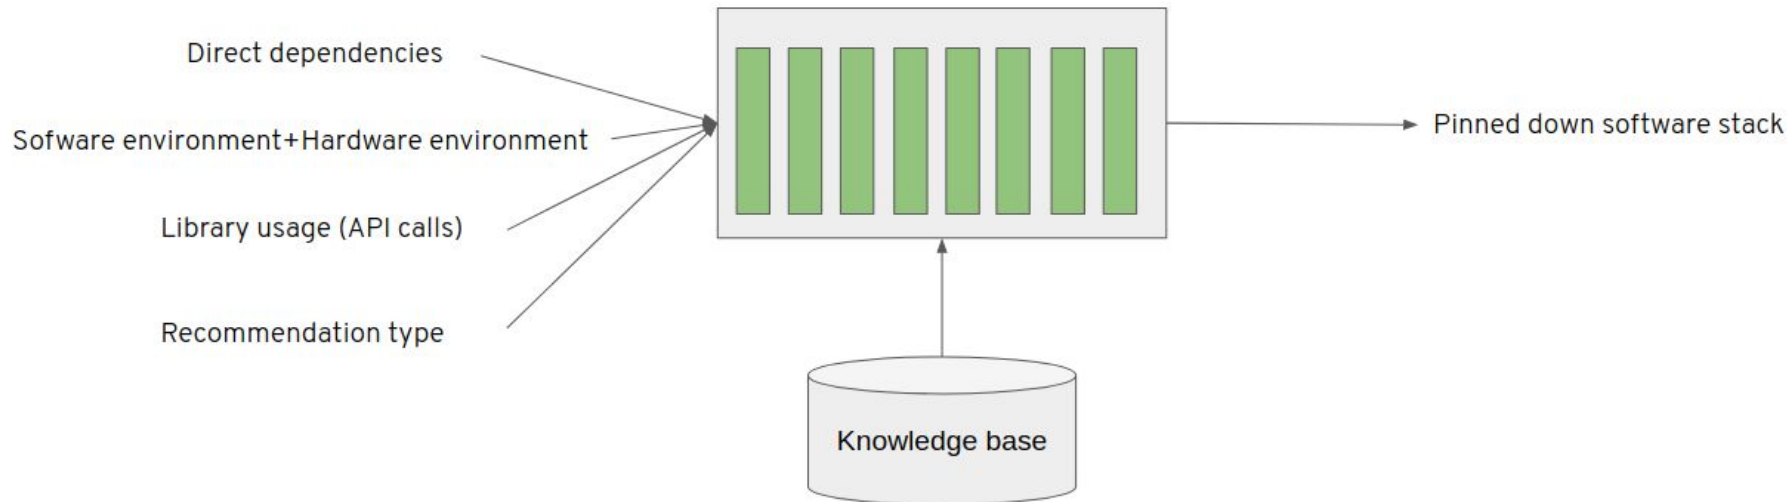 Direct dependencies
Sofware environment+Hardware environment
Library usage (API calls)
Recommendation type
Pinned down software stack
Knowledge base